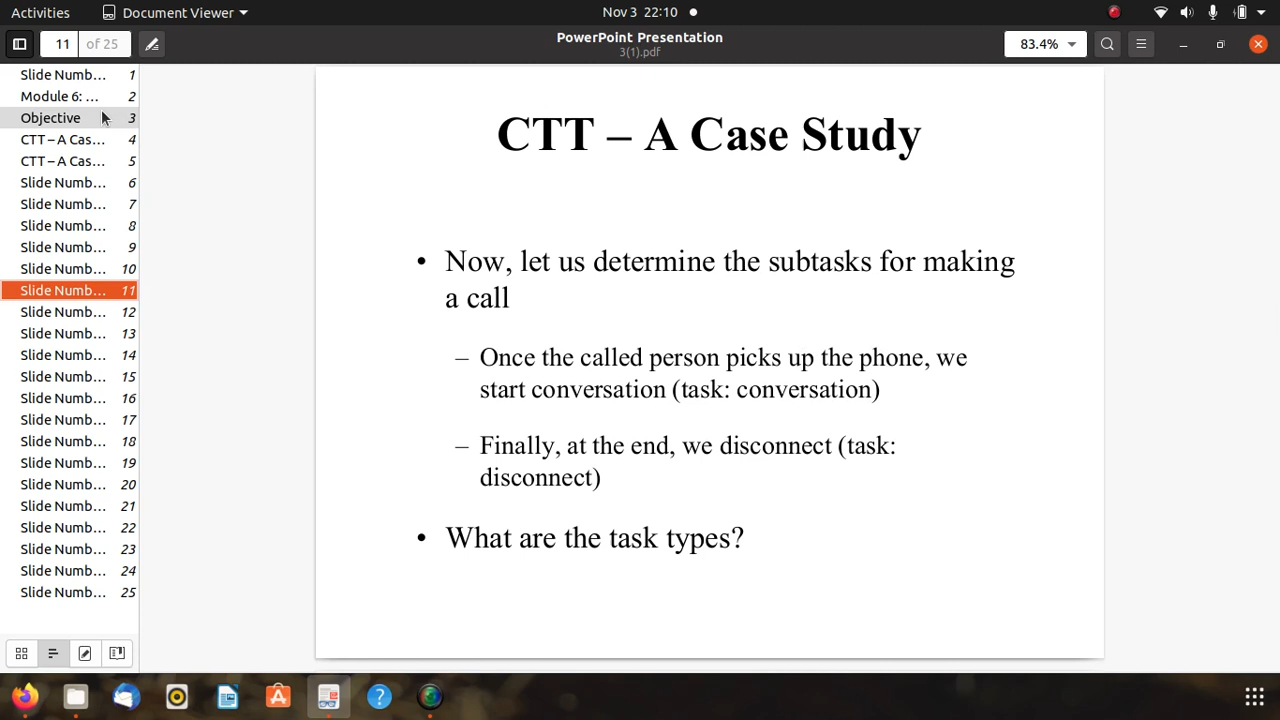 Activities Document Viewer Nov 3 22:10
11 of 25 PowerPoint Presentation 83.4%
3(1).pdf
Slide Numb... 1
Module 6: ... 2
Objective 3
CTT – A Cas... 4
CTT – A Cas... 5
Slide Numb... 6
Slide Numb... 7
Slide Numb... 8
Slide Numb... 9
Slide Numb... 10
Slide Numb... 11
Slide Numb... 12
Slide Numb... 13
Slide Numb... 14
Slide Numb... 15
Slide Numb... 16
Slide Numb... 17
Slide Numb... 18
Slide Numb... 19
Slide Numb... 20
Slide Numb... 21
Slide Numb... 22
Slide Numb... 23
Slide Numb... 24
Slide Numb... 25
CTT – A Case Study
• Now, let us determine the subtasks for making
a call
– Once the called person picks up the phone, we
start conversation (task: conversation)
– Finally, at the end, we disconnect (task:
disconnect)
• What are the task types?